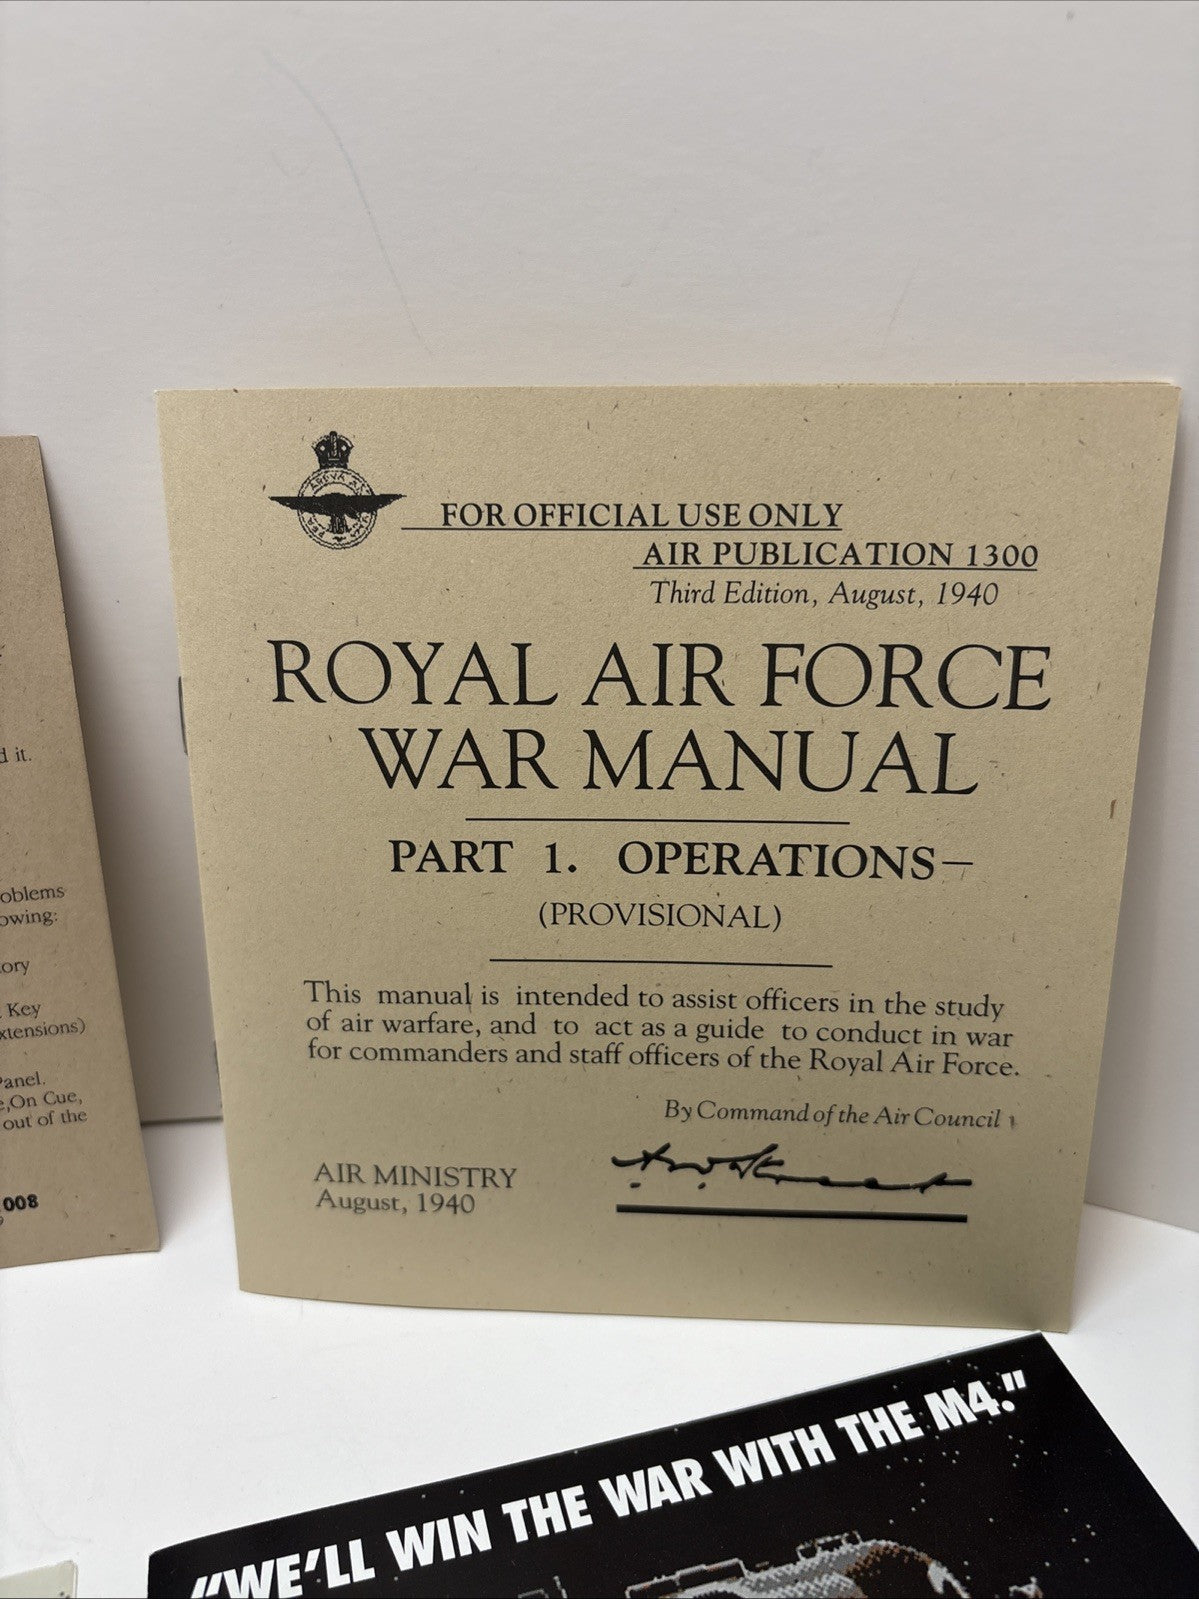 FOR OFFICIAL USE ONLY
AIR PUBLICATION 1300
Third Edition, August, 1940
ROYAL AIR FORCE
WAR MANUAL
PART 1. OPERATIONS—
(PROVISIONAL)
This manual is intended to assist officers in the study
of air warfare, and to act as a guide to conduct in war
for commanders and staff officers of the Royal Air Force.
By Command of the Air Council
AIR MINISTRY
August, 1940
d it.
oblems
owing:
ory
Key
xtensions)
Panel.
e,On Cue,
out of the
008
"WE'LL WIN THE WAR WITH THE M4."